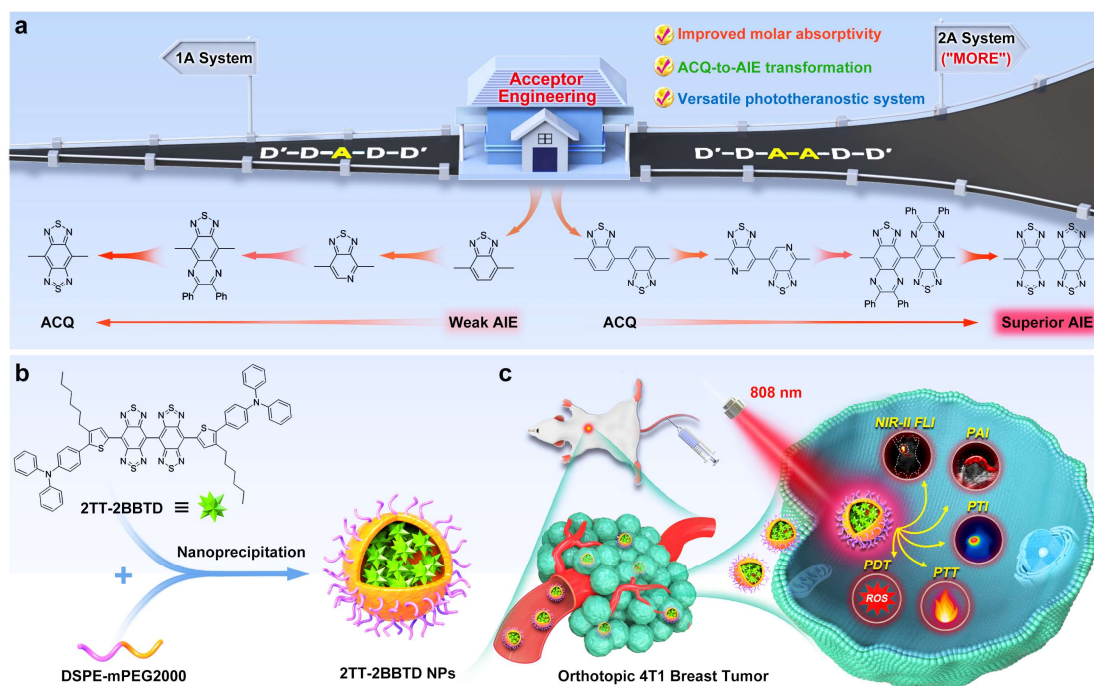 a
1A System
Acceptor
Engineering
Improved molar absorptivity
ACQ-to-AIE transformation
Versatile phototheranostic system
2A System
("MORE")
D'–D–A–D–D'
D'–D–A–A–D–D'
Ph
Ph
Ph
Ph
Ph
Ph
ACQ
Weak AIE
ACQ
Superior AIE
b
2TT-2BBTD ≡
Nanoprecipitation
+
DSPE-mPEG2000
2TT-2BBTD NPs
c
808 nm
NIR-II FLI
PAI
PTI
PDT
PTT
ROS
Orthotopic 4T1 Breast Tumor